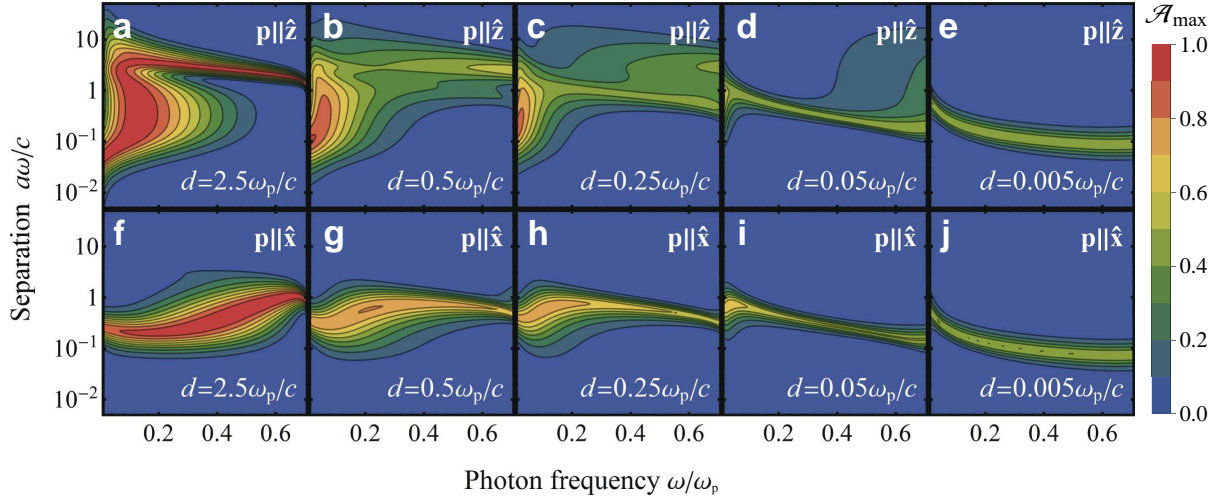 a p||ẑ b p||ẑ c p||ẑ d p||ẑ e p||ẑ 𝒜max
10 1.0
1 0.8
10⁻¹ 0.6
10⁻² d=2.5ωp/c d=0.5ωp/c d=0.25ωp/c d=0.05ωp/c d=0.005ωp/c
Separation aω/c
f p||x̂ g p||x̂ h p||x̂ i p||x̂ j p||x̂
10 0.4
1 0.2
10⁻¹ 0.0
10⁻² d=2.5ωp/c d=0.5ωp/c d=0.25ωp/c d=0.05ωp/c d=0.005ωp/c
0.2 0.4 0.6 0.2 0.4 0.6 0.2 0.4 0.6 0.2 0.4 0.6 0.2 0.4 0.6
Photon frequency ω/ωp